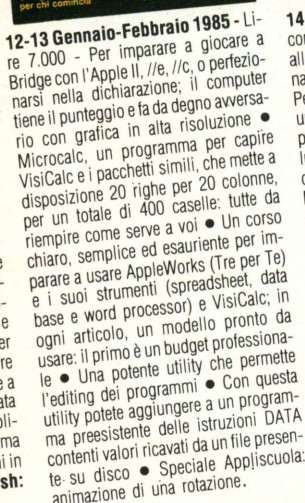 per chi comincia
12-13 Gennaio-Febbraio 1985 - Li-
re 7.000 - Per imparare a giocare a
Bridge con l'Apple II, //e, //c, o perfezio-
narsi nella dichiarazione; il computer
tiene il punteggio e fa da degno avversa-
rio con grafica in alta risoluzione ●
Microcalc, un programma per capire
VisiCalc e i pacchetti simili, che mette a
disposizione 20 righe per 20 colonne,
per un totale di 400 caselle: tutte da
riempire come serve a voi ● Un corso
chiaro, semplice ed esauriente per im-
parare a usare AppleWorks (Tre per Te)
e i suoi strumenti (spreadsheet, data
base e word processor) e VisiCalc; in
ogni articolo, un modello pronto da
usare: il primo è un budget professiona-
le ● Una potente utility che permette
l'editing dei programmi ● Con questa
utility potete aggiungere a un program-
ma preesistente delle istruzioni DATA
contenti valori ricavati da un file presen-
te su disco ● Speciale Appliscuola:
animazione di una rotazione.
14